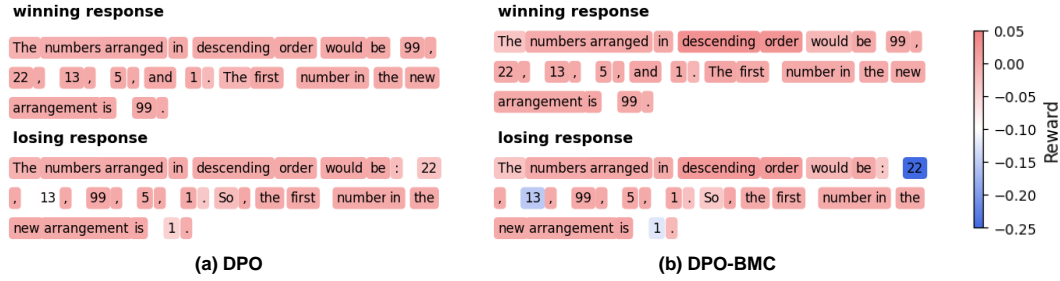 winning response
The numbers arranged in descending order would be 99 ,
22 , 13 , 5 , and 1 . The first number in the new
arrangement is 99 .
losing response
The numbers arranged in descending order would be : 22
, 13 , 99 , 5 , 1 . So , the first number in the
new arrangement is 1 .
(a) DPO
winning response
The numbers arranged in descending order would be 99 ,
22 , 13 , 5 , and 1 . The first number in the new
arrangement is 99 .
losing response
The numbers arranged in descending order would be : 22
, 13 , 99 , 5 , 1 . So , the first number in the
new arrangement is 1 .
(b) DPO-BMC
0.05
0.00
−0.05
−0.10
−0.15
−0.20
−0.25
Reward